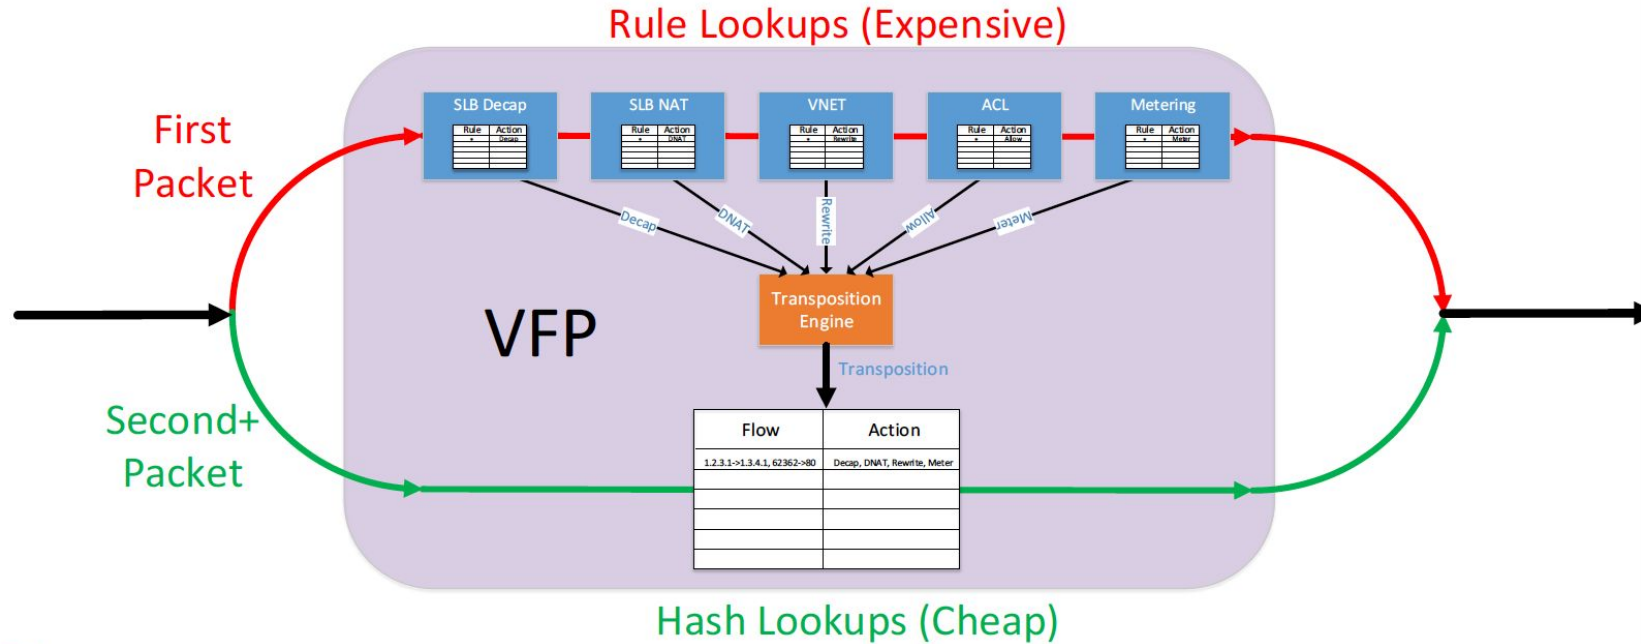 Rule Lookups (Expensive)
First
Packet
SLB Decap
Rule Action
* Decap
SLB NAT
Rule Action
* DNAT
VNET
Rule Action
* Rewrite
ACL
Rule Action
* Allow
Metering
Rule Action
* Meter
Decap
DNAT
Rewrite
Allow
Meter
Transposition
Engine
VFP
Transposition
Second+
Packet
Flow Action
1.2.3.1->1.3.4.1, 62362->80 Decap, DNAT, Rewrite, Meter
Hash Lookups (Cheap)